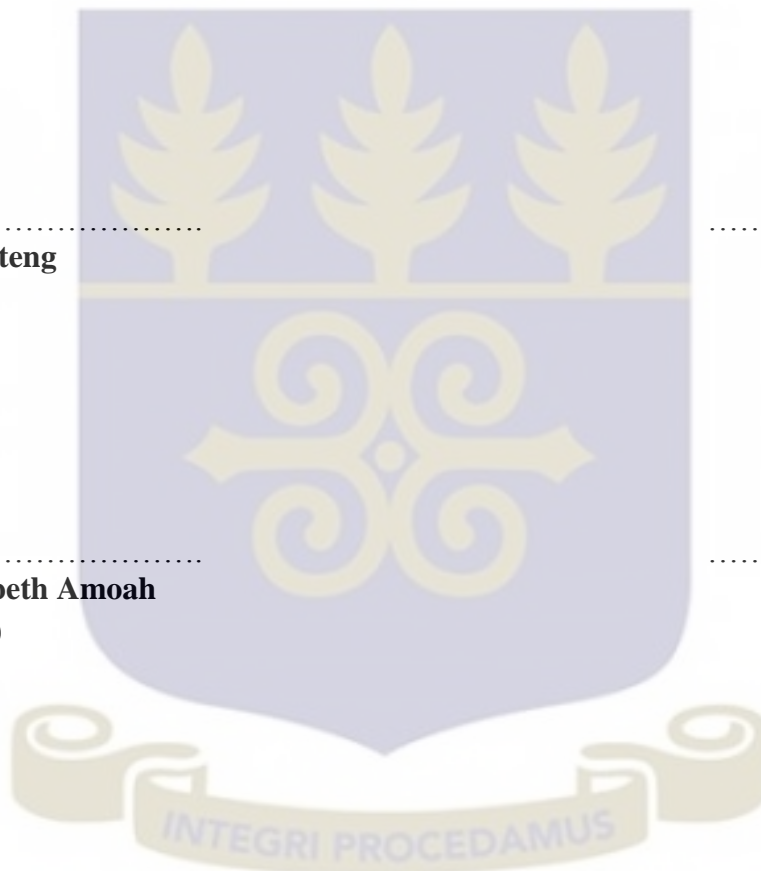 ………………….
teng
………………….
beth Amoah
)
INTEGRI PROCEDAMUS